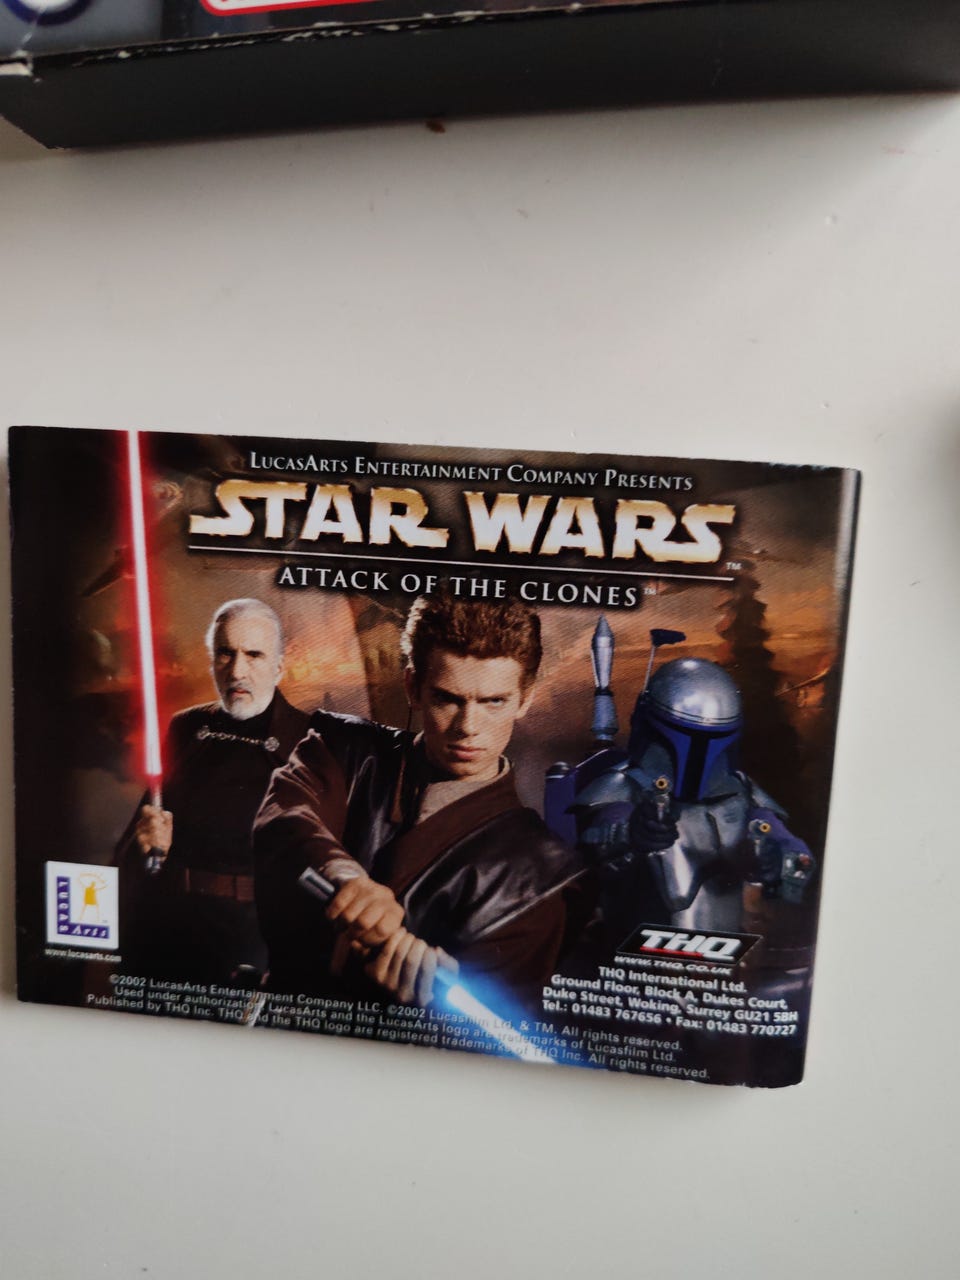 LUCASARTS ENTERTAINMENT COMPANY PRESENTS
STAR WARS™
ATTACK OF THE CLONES™
LUCAS
Arts
www.lucasarts.com
THQ
WWW.THQ.CO.UK
THQ International Ltd.
Ground Floor, Block A, Dukes Court,
Duke Street, Woking, Surrey GU21 5BH
Tel.: 01483 767656 • Fax: 01483 770727
©2002 LucasArts Entertainment Company LLC. ©2002 Lucasfilm Ltd. & TM. All rights reserved.
Used under authorization. LucasArts and the LucasArts logo are trademarks of Lucasfilm Ltd.
Published by THQ Inc. THQ and the THQ logo are registered trademarks of THQ Inc. All rights reserved.